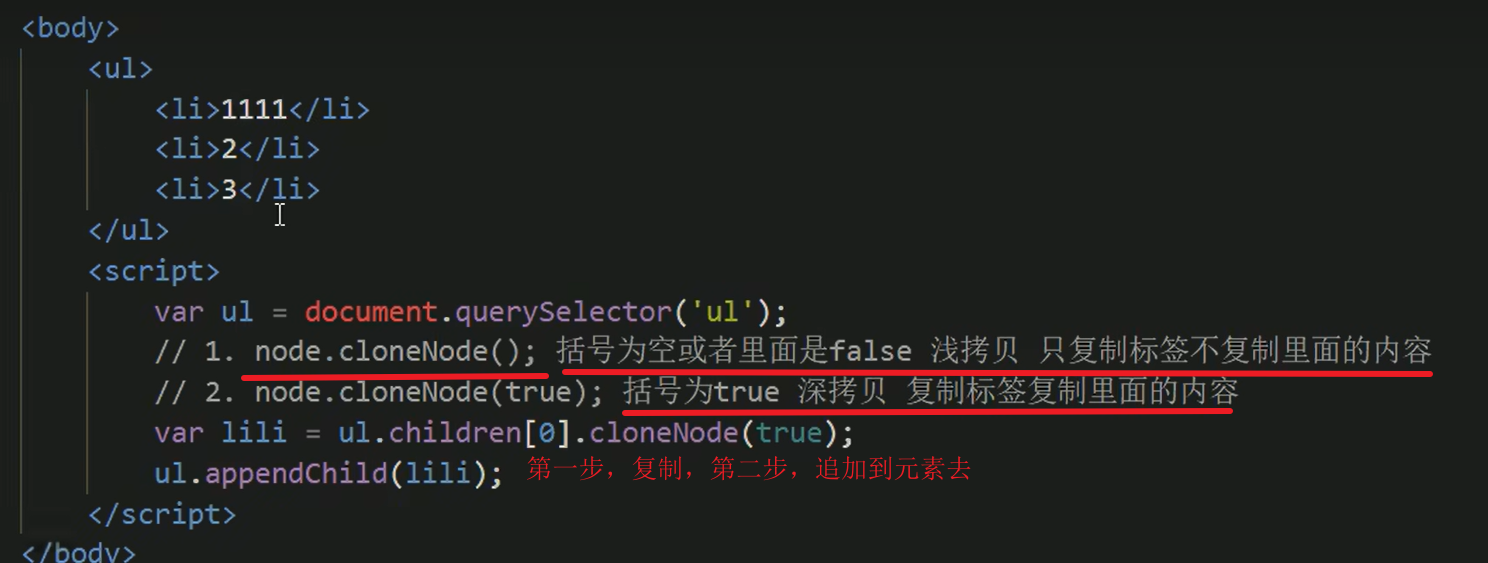 <body>
<ul>
<li>1111</li>
<li>2</li>
<li>3</li>
</ul>
<script>
var ul = document.querySelector('ul');
// 1. node.cloneNode(); 括号为空或者里面是false 浅拷贝 只复制标签不复制里面的内容
// 2. node.cloneNode(true); 括号为true 深拷贝 复制标签复制里面的内容
var lili = ul.children[0].cloneNode(true);
ul.appendChild(lili); 第一步，复制，第二步，追加到元素去
</script>
</body>